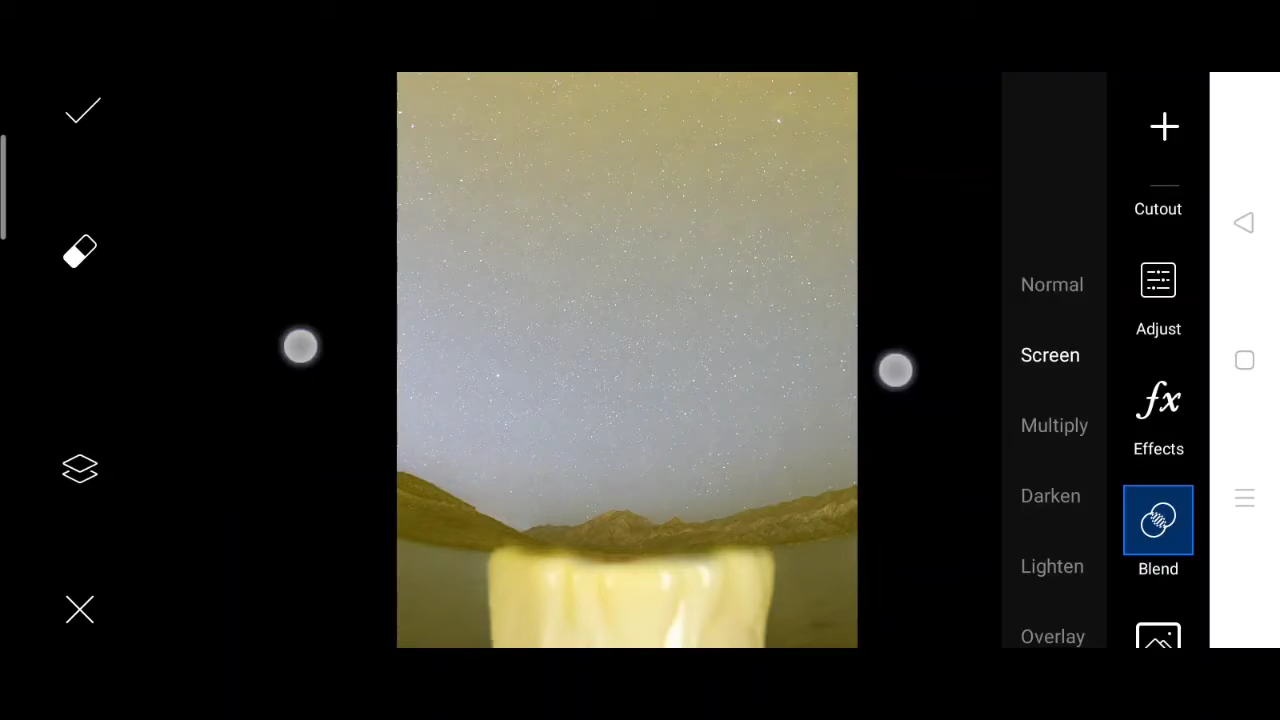 Normal
Screen
Multiply
Darken
Lighten
Overlay
Cutout
Adjust
fx
Effects
Blend